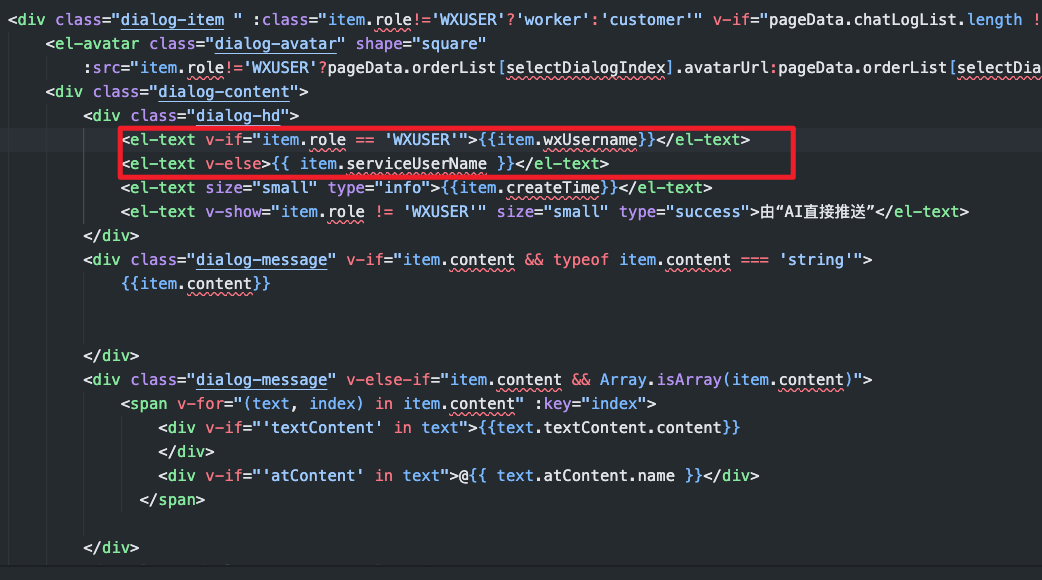 <div class="dialog-item " :class="item.role!='WXUSER'?'worker':'customer'" v-if="pageData.chatLogList.length !
<el-avatar class="dialog-avatar" shape="square"
:src="item.role!='WXUSER'?pageData.orderList[selectDialogIndex].avatarUrl:pageData.orderList[selectDia
<div class="dialog-content">
<div class="dialog-hd">
<el-text v-if="item.role == 'WXUSER'">{{item.wxUsername}}</el-text>
<el-text v-else>{{ item.serviceUserName }}</el-text>
<el-text size="small" type="info">{{item.createTime}}</el-text>
<el-text v-show="item.role != 'WXUSER'" size="small" type="success">由“AI直接推送”</el-text>
</div>
<div class="dialog-message" v-if="item.content && typeof item.content === 'string'">
{{item.content}}
</div>
<div class="dialog-message" v-else-if="item.content && Array.isArray(item.content)">
<span v-for="(text, index) in item.content" :key="index">
<div v-if="'textContent' in text">{{text.textContent.content}}
</div>
<div v-if="'atContent' in text">@{{ text.atContent.name }}</div>
</span>
</div>